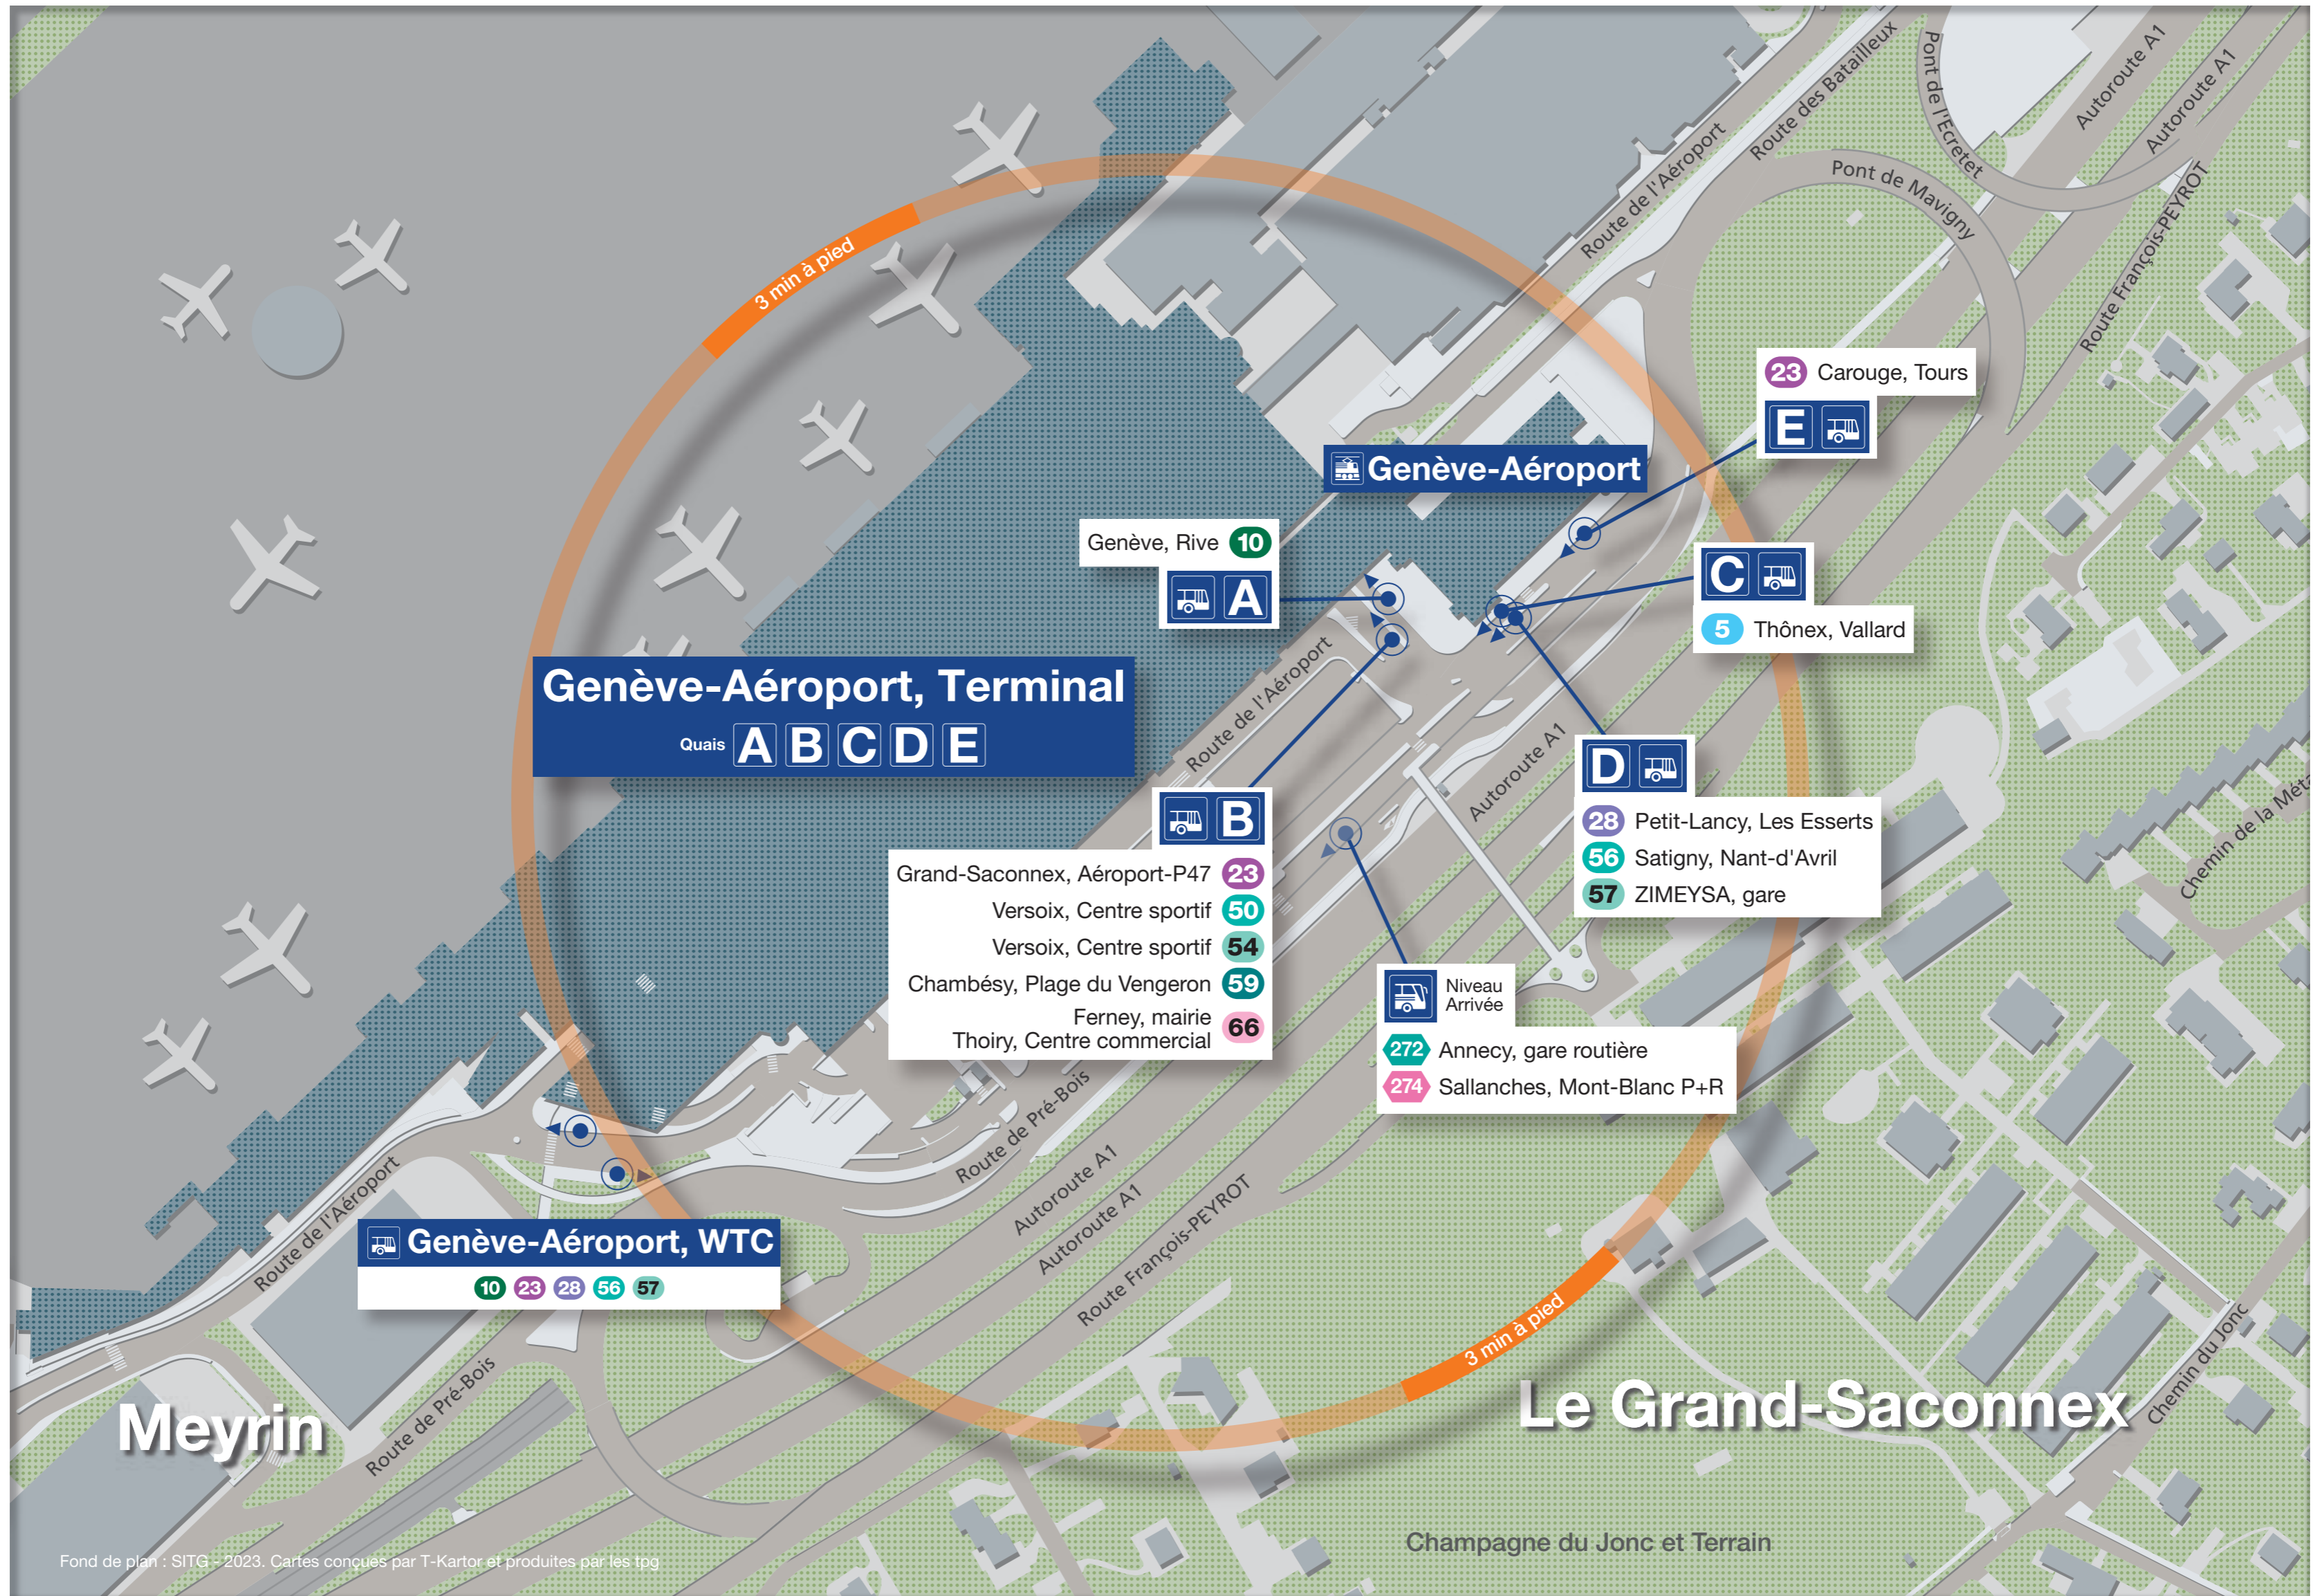 Route des Batailleux
Pont de l'Ecretet
Autoroute A1
Autoroute A1
Route de l'Aéroport
Pont de Mavigny
Route François-PEYROT
3 min à pied
23 Carouge, Tours
E
Genève-Aéroport
Genève, Rive 10
A
C
5 Thônex, Vallard
Genève-Aéroport, Terminal
Quais A B C D E
Route de l'Aéroport
Autoroute A1
D
28 Petit-Lancy, Les Esserts
56 Satigny, Nant-d'Avril
57 ZIMEYSA, gare
B
Grand-Saconnex, Aéroport-P47 23
Versoix, Centre sportif 50
Versoix, Centre sportif 54
Chambésy, Plage du Vengeron 59
Ferney, mairie
Thoiry, Centre commercial 66
Chemin de la
Niveau
Arrivée
272 Annecy, gare routière
274 Sallanches, Mont-Blanc P+R
Route de Pré-Bois
Autoroute A1
Autoroute A1
Route François-PEYROT
Route de l'Aéroport
Genève-Aéroport, WTC
10 23 28 56 57
3 min à pied
Chemin du Jonc
Meyrin
Route de Pré-Bois
Le Grand-Saconnex
Champagne du Jonc et Terrain
Fond de plan : SITG - 2023. Cartes conçues par T-Kartor et produites par les tpg